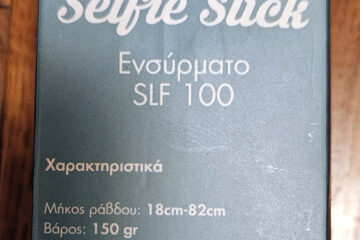 Selfie Stick
Ενσύρματο
SLF 100
Χαρακτηριστικά
Μήκος ράβδου: 18cm-82cm
Βάρος: 150 gr